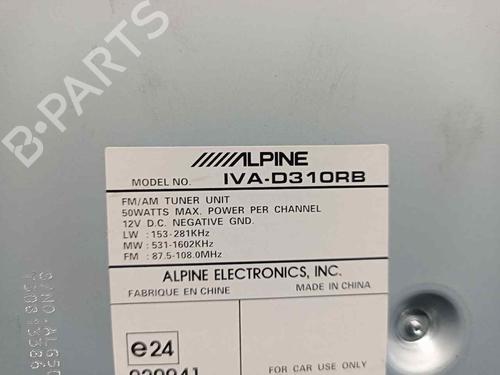 B-PARTS
ALPINE
MODEL NO. IVA-D310RB
FM/AM TUNER UNIT
50WATTS MAX. POWER PER CHANNEL
12V D.C. NEGATIVE GND.
LW : 153-281KHz
MW : 531-1602KHz
FM : 87.5-108.0MHz
ALPINE ELECTRONICS, INC.
FABRIQUE EN CHINE MADE IN CHINA
e24
FOR CAR USE ONLY